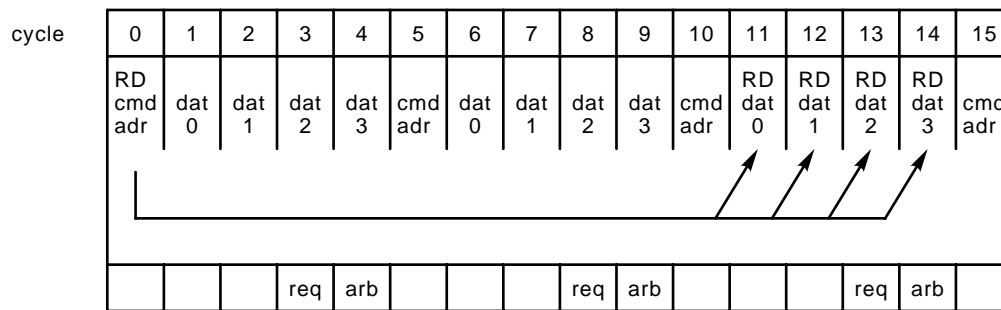 cycle 0 1 2 3 4 5 6 7 8 9 10 11 12 13 14 15
RD RD RD RD RD
cmd dat dat dat dat cmd dat dat dat dat cmd dat dat dat dat cmd
adr 0 1 2 3 adr 0 1 2 3 adr 0 1 2 3 adr
req arb req arb req arb